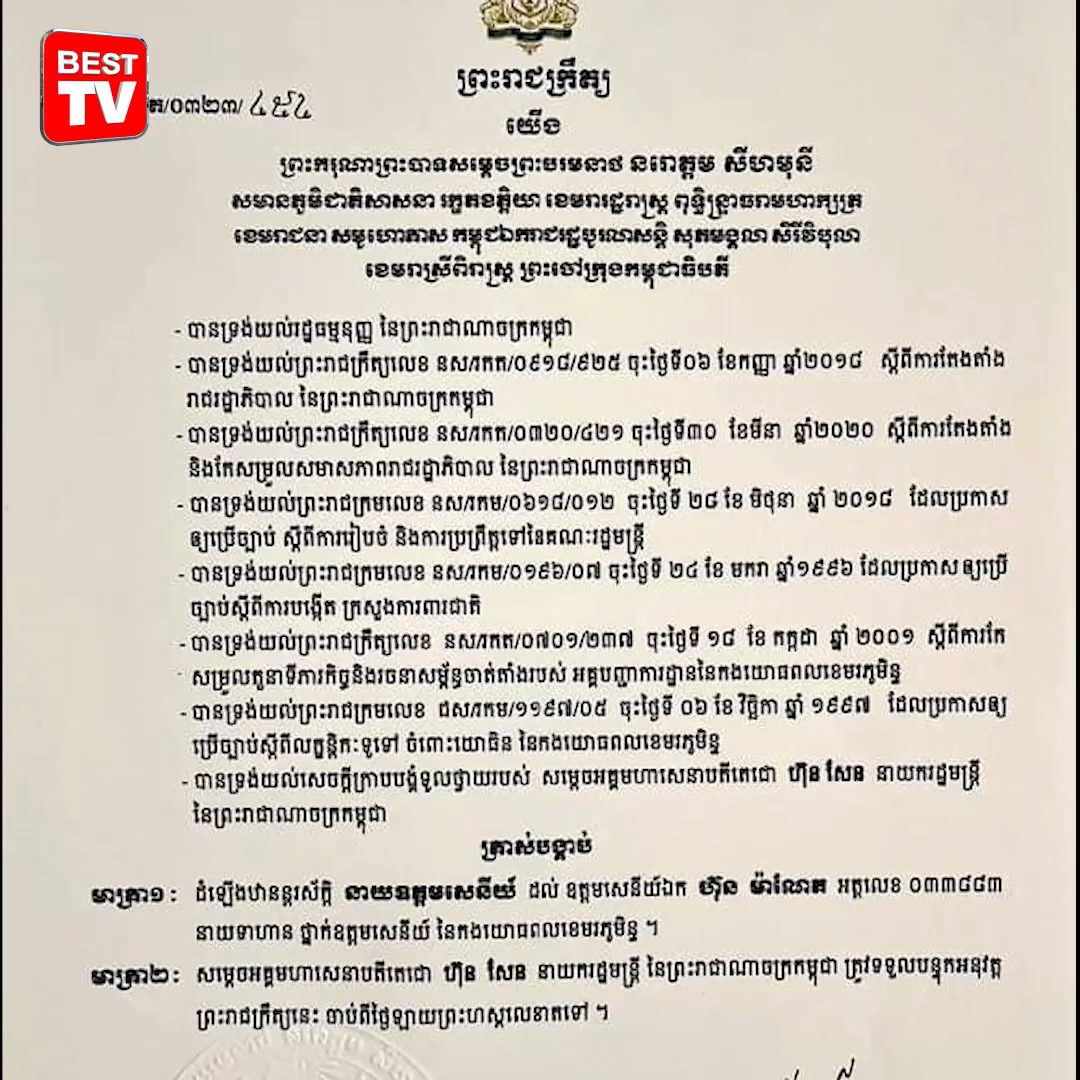 BEST
TV
ព្រះរាជក្រឹត្យ
ត/០៣២៣/
យើង
ព្រះករុណាព្រះបាទសម្តេចព្រះបរមនាថ នរោត្តម សីហមុនី
សមានភូមិជាតិសាសនា រក្ខតខត្តិយា ខេមរារដ្ឋរាស្ត្រ ពុទ្ធិន្ទ្រាធរាមហាក្សត្រ
ខេមរាជនា សមូហោភាស កម្ពុជឯករាជរដ្ឋបូរណសន្តិ សុភមង្គលា សិរីវិបុលា
ខេមរាស្រីពិរាស្ត្រ ព្រះចៅក្រុងកម្ពុជាធិបតី
- បានទ្រង់យល់រដ្ឋធម្មនុញ្ញ នៃព្រះរាជាណាចក្រកម្ពុជា
- បានទ្រង់យល់ព្រះរាជក្រឹត្យលេខ នស/រកត/០៩១៨/៩២៥ ចុះថ្ងៃទី០៦ ខែកញ្ញា ឆ្នាំ២០១៨ ស្តីពីការតែងតាំង
រាជរដ្ឋាភិបាល នៃព្រះរាជាណាចក្រកម្ពុជា
- បានទ្រង់យល់ព្រះរាជក្រឹត្យលេខ នស/រកត/០៣២០/៤២១ ចុះថ្ងៃទី៣០ ខែមីនា ឆ្នាំ២០២០ ស្តីពីការតែងតាំង
និងកែសម្រួលសមាសភាពរាជរដ្ឋាភិបាល នៃព្រះរាជាណាចក្រកម្ពុជា
- បានទ្រង់យល់ព្រះរាជក្រមលេខ នស/រកម/០៦១៨/០១២ ចុះថ្ងៃទី ២៨ ខែ មិថុនា ឆ្នាំ ២០១៨ ដែលប្រកាស
ឲ្យប្រើច្បាប់ ស្តីពីការរៀបចំ និងការប្រព្រឹត្តទៅនៃគណៈរដ្ឋមន្ត្រី
- បានទ្រង់យល់ព្រះរាជក្រមលេខ នស/រកម/០១៩៦/០៧ ចុះថ្ងៃទី ២៤ ខែ មករា ឆ្នាំ១៩៩៦ ដែលប្រកាស ឲ្យប្រើ
ច្បាប់ស្តីពីការបង្កើត ក្រសួងការពារជាតិ
- បានទ្រង់យល់ព្រះរាជក្រឹត្យលេខ នស/រកត/០៧០១/២៣៧ ចុះថ្ងៃទី ១៨ ខែ កក្កដា ឆ្នាំ ២០០១ ស្តីពីការកែ
សម្រួលតួនាទីភារកិច្ចនិងរចនាសម្ព័ន្ធចាត់តាំងរបស់ អគ្គបញ្ជាការដ្ឋាននៃកងយោធពលខេមរភូមិន្ទ
- បានទ្រង់យល់ព្រះរាជក្រមលេខ ជស/រកម/១១៩៧/០៥ ចុះថ្ងៃទី ០៦ ខែ វិច្ឆិកា ឆ្នាំ ១៩៩៧ ដែលប្រកាសឲ្យ
ប្រើច្បាប់ស្តីពីលក្ខន្តិកៈទូទៅ ចំពោះយោធិន នៃកងយោធពលខេមរភូមិន្ទ
- បានទ្រង់យល់សេចក្តីក្រាបបង្គំទូលថ្វាយរបស់ សម្តេចអគ្គមហាសេនាបតីតេជោ ហ៊ុន សែន នាយករដ្ឋមន្ត្រី
នៃព្រះរាជាណាចក្រកម្ពុជា
ត្រាស់បង្គាប់
មាត្រា១: ដំឡើងឋានន្តរស័ក្តិ នាយឧត្តមសេនីយ៍ ដល់ ឧត្តមសេនីយ៍ឯក ហ៊ុន ម៉ាណែត អត្តលេខ ០៣៣៨៨៣
នាយទាហាន ថ្នាក់ឧត្តមសេនីយ៍ នៃកងយោធពលខេមរភូមិន្ទ ។
មាត្រា២: សម្តេចអគ្គមហាសេនាបតីតេជោ ហ៊ុន សែន នាយករដ្ឋមន្ត្រី នៃព្រះរាជាណាចក្រកម្ពុជា ត្រូវទទួលបន្ទុកអនុវត្ត
ព្រះរាជក្រឹត្យនេះ ចាប់ពីថ្ងៃឡាយព្រះហស្តលេខាតទៅ ។